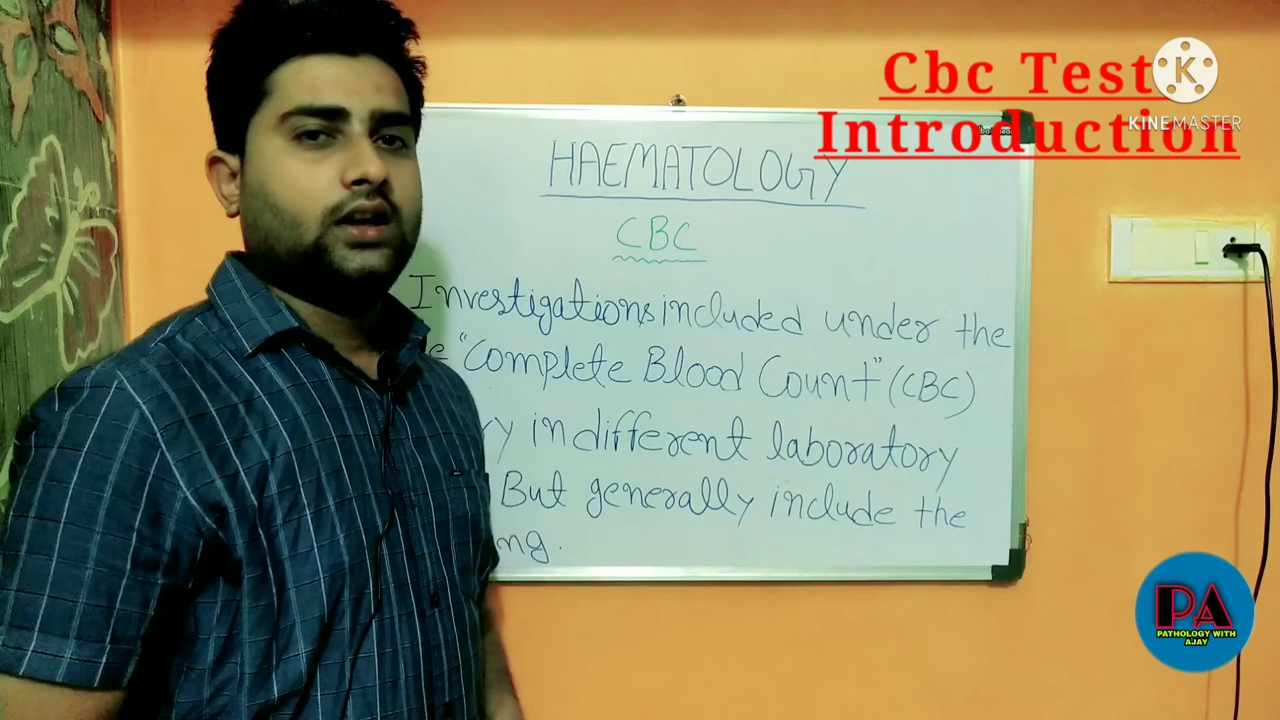 Cbc Test
Introduction
K
KINEMASTER
HAEMATOLOGY
CBC
Investigations included under the
"Complete Blood Count" (CBC)
in different laboratory
But generally include the
PA
PATHOLOGY WITH
AJAY